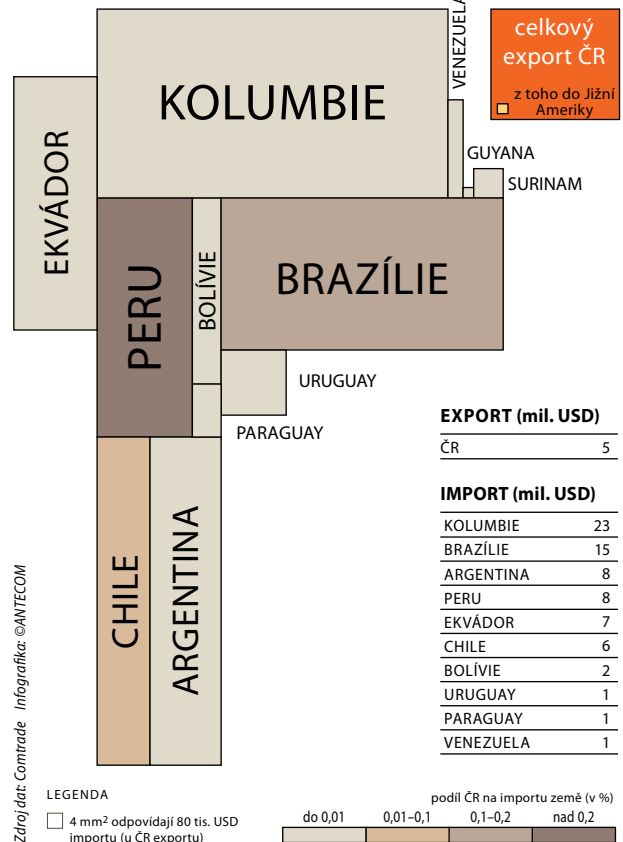 KOLUMBIE
VENEZUELA
celkový
export ČR
z toho do Jižní
Ameriky
EKVÁDOR
GUYANA
SURINAM
PERU
BOLÍVIE
BRAZÍLIE
URUGUAY
PARAGUAY
CHILE
ARGENTINA
EXPORT (mil. USD)
ČR 5
IMPORT (mil. USD)
KOLUMBIE 23
BRAZÍLIE 15
ARGENTINA 8
PERU 8
EKVÁDOR 7
CHILE 6
BOLÍVIE 2
URUGUAY 1
PARAGUAY 1
VENEZUELA 1
Zdroj dat: Comtrade Infografika: ©ANTECOM
LEGENDA
4 mm² odpovídají 80 tis. USD
importu (u ČR exportu)
podíl ČR na importu země (v %)
do 0,01 0,01–0,1 0,1–0,2 nad 0,2